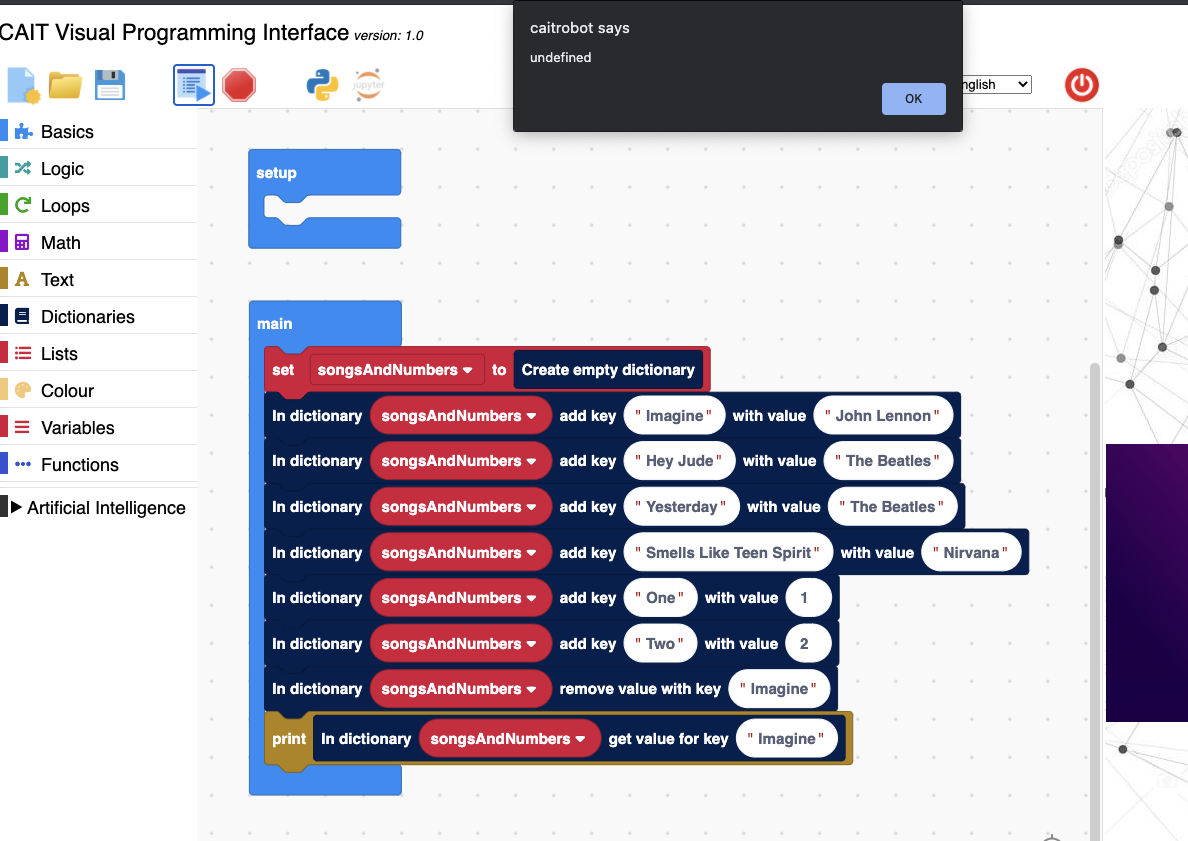 caitrobot says
undefined
OK
CAIT Visual Programming Interface version: 1.0
jupyter
nglish
Basics
Logic
Loops
Math
Text
Dictionaries
Lists
Colour
Variables
Functions
Artificial Intelligence
setup
main
set songsAndNumbers to Create empty dictionary
In dictionary songsAndNumbers add key "Imagine" with value "John Lennon"
In dictionary songsAndNumbers add key "Hey Jude" with value "The Beatles"
In dictionary songsAndNumbers add key "Yesterday" with value "The Beatles"
In dictionary songsAndNumbers add key "Smells Like Teen Spirit" with value "Nirvana"
In dictionary songsAndNumbers add key "One" with value 1
In dictionary songsAndNumbers add key "Two" with value 2
In dictionary songsAndNumbers remove value with key "Imagine"
print In dictionary songsAndNumbers get value for key "Imagine"